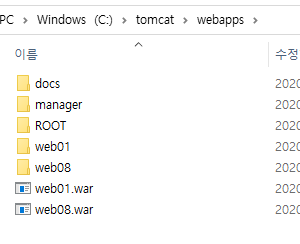 PC > Windows (C:) > tomcat > webapps >
이름 수정
docs 2020
manager 2020
ROOT 2020
web01 2020
web08 2020
web01.war 2020
web08.war 2020